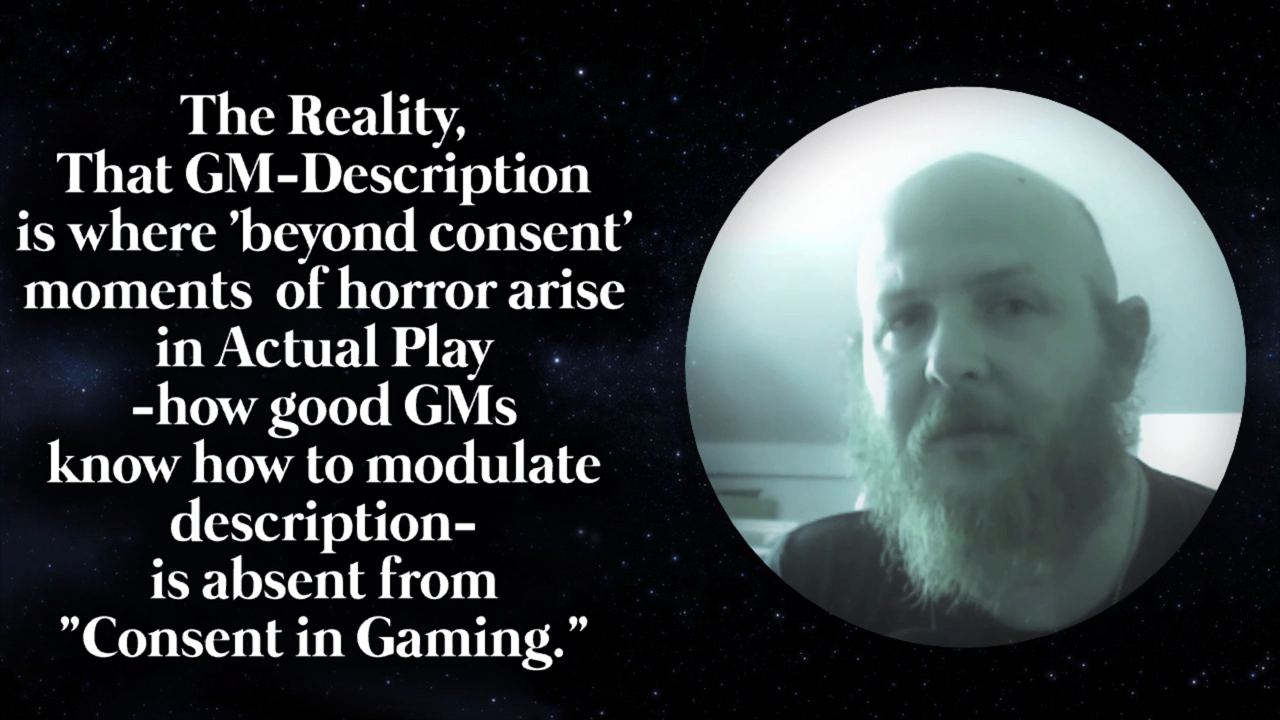 The Reality,
That GM-Description
is where 'beyond consent'
moments of horror arise
in Actual Play
-how good GMs
know how to modulate
description-
is absent from
"Consent in Gaming."